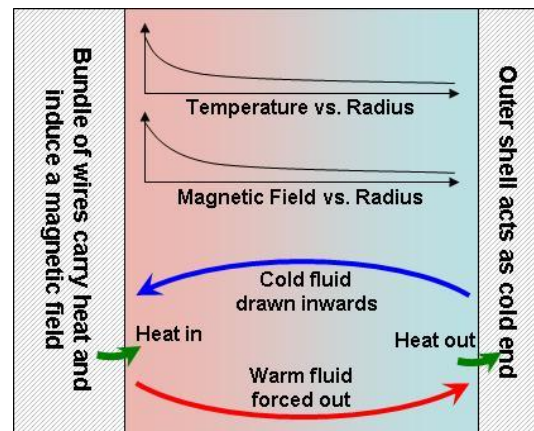 Bundle of wires carry heat and
induce a magnetic field
Temperature vs. Radius
Magnetic Field vs. Radius
Cold fluid
drawn inwards
Heat in
Heat out
Warm fluid
forced out
Outer shell acts as cold end